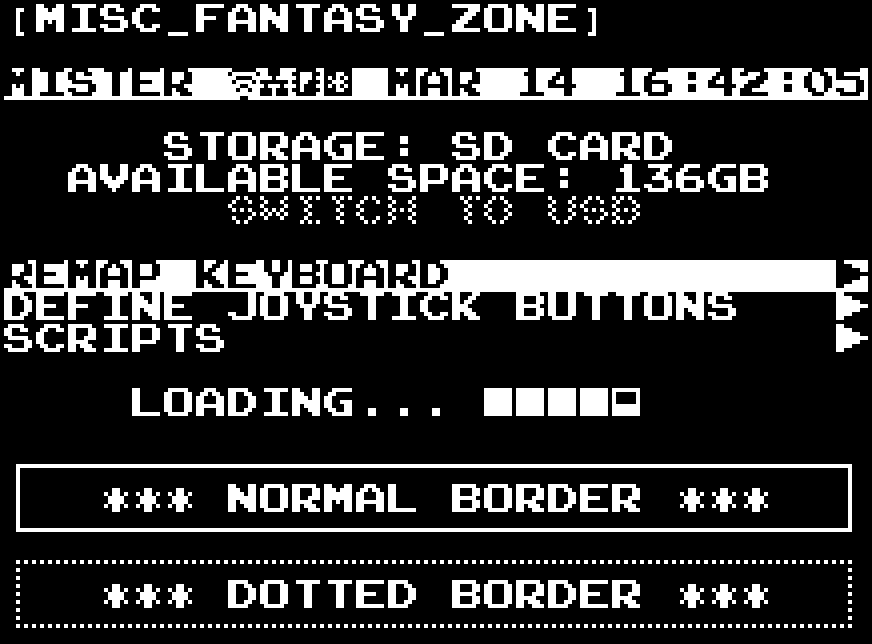 [MISC_FANTASY_ZONE]
MISTER MAR 14 16:42:05
STORAGE: SD CARD
AVAILABLE SPACE: 136GB
SWITCH TO USB
REMAP KEYBOARD
DEFINE JOYSTICK BUTTONS
SCRIPTS
LOADING...
*** NORMAL BORDER ***
*** DOTTED BORDER ***